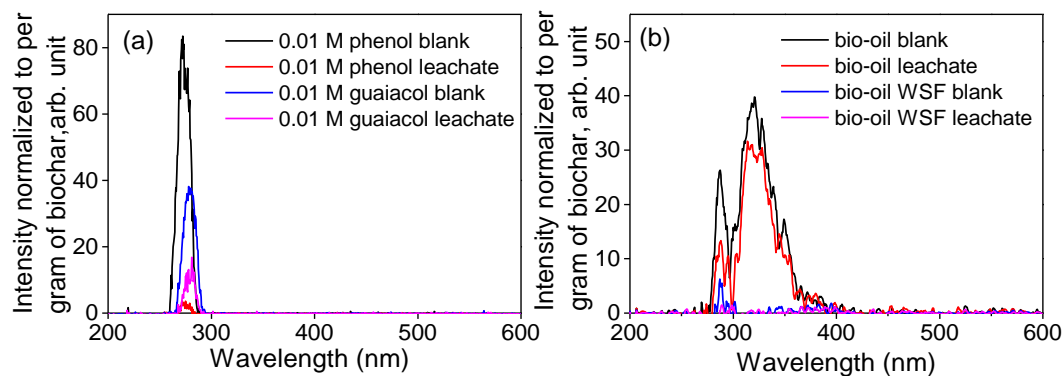 Intensity normalized to per
gram of biochar,arb. unit
80
60
40
20
0
(a)
0.01 M phenol blank
0.01 M phenol leachate
0.01 M guaiacol blank
0.01 M guaiacol leachate
200 300 400 500 600
Wavelength (nm)
Intensity normalized to per
gram of biochar, arb. unit
50
40
30
20
10
0
(b)
bio-oil blank
bio-oil leachate
bio-oil WSF blank
bio-oil WSF leachate
200 300 400 500 600
Wavelength (nm)